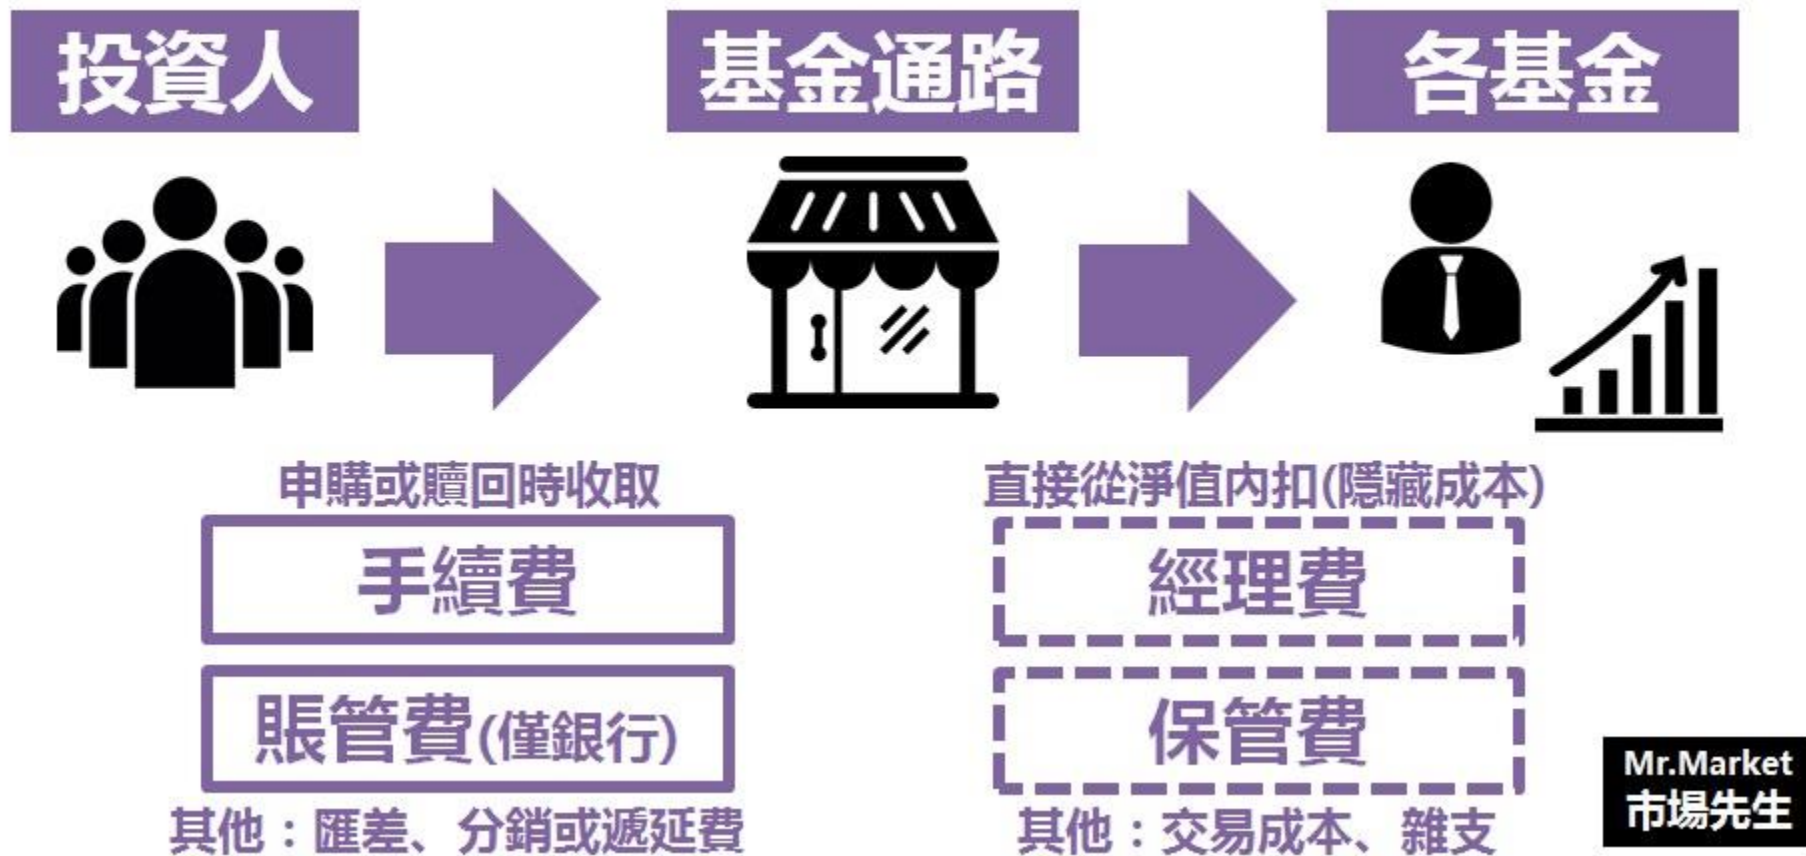 投資人
基金通路
各基金
申購或贖回時收取
手續費
賬管費(僅銀行)
其他：匯差、分銷或遞延費
直接從淨值內扣(隱藏成本)
經理費
保管費
其他：交易成本、雜支
Mr.Market
市場先生